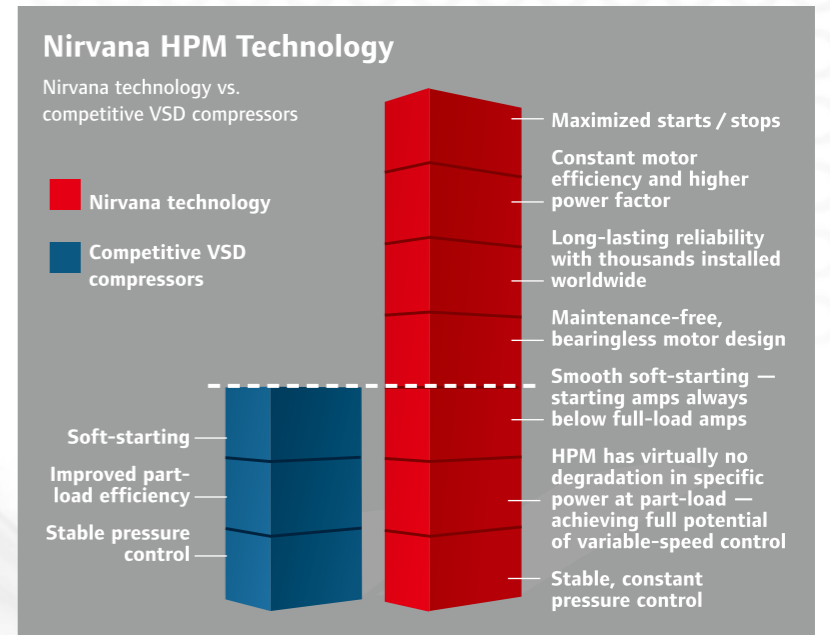 Nirvana HPM Technology
Nirvana technology vs.
competitive VSD compressors
Nirvana technology
Competitive VSD
compressors
Soft-starting
Improved part-
load efficiency
Stable pressure
control
Maximized starts / stops
Constant motor
efficiency and higher
power factor
Long-lasting reliability
with thousands installed
worldwide
Maintenance-free,
bearingless motor design
Smooth soft-starting —
starting amps always
below full-load amps
HPM has virtually no
degradation in specific
power at part-load —
achieving full potential
of variable-speed control
Stable, constant
pressure control